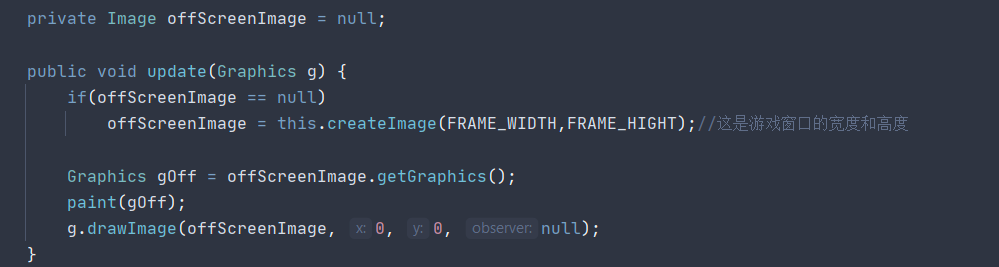 private Image offScreenImage = null;
public void update(Graphics g) {
if(offScreenImage == null)
offScreenImage = this.createImage(FRAME_WIDTH,FRAME_HIGHT);//这是游戏窗口的宽度和高度
Graphics gOff = offScreenImage.getGraphics();
paint(gOff);
g.drawImage(offScreenImage, x: 0, y: 0, observer: null);
}